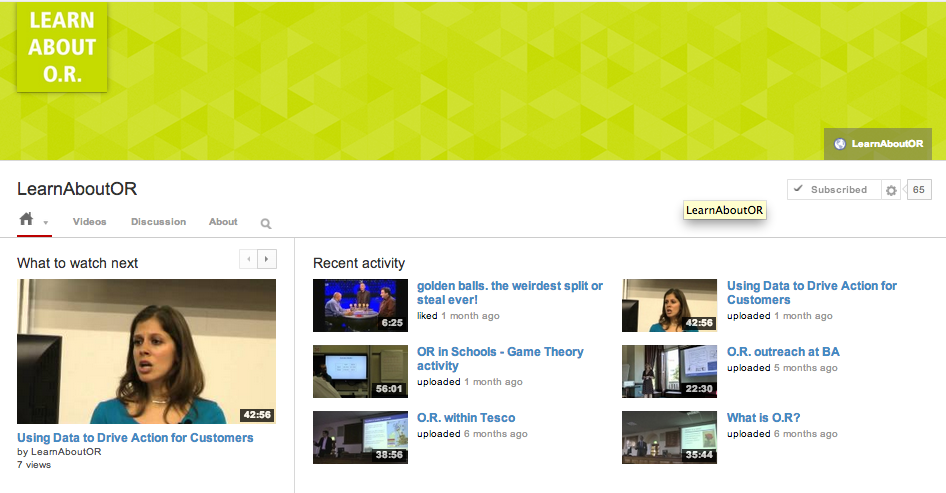 LEARN
ABOUT
O.R.
LearnAboutOR
LearnAboutOR
Subscribed
65
LearnAboutOR
Videos
Discussion
About
What to watch next
42:56
Using Data to Drive Action for Customers
by LearnAboutOR
7 views
Recent activity
6:25
golden balls. the weirdest split or
steal ever!
liked 1 month ago
42:56
Using Data to Drive Action for
Customers
uploaded 1 month ago
56:01
OR in Schools - Game Theory
activity
uploaded 1 month ago
22:30
O.R. outreach at BA
uploaded 5 months ago
38:56
O.R. within Tesco
uploaded 6 months ago
35:44
What is O.R?
uploaded 6 months ago